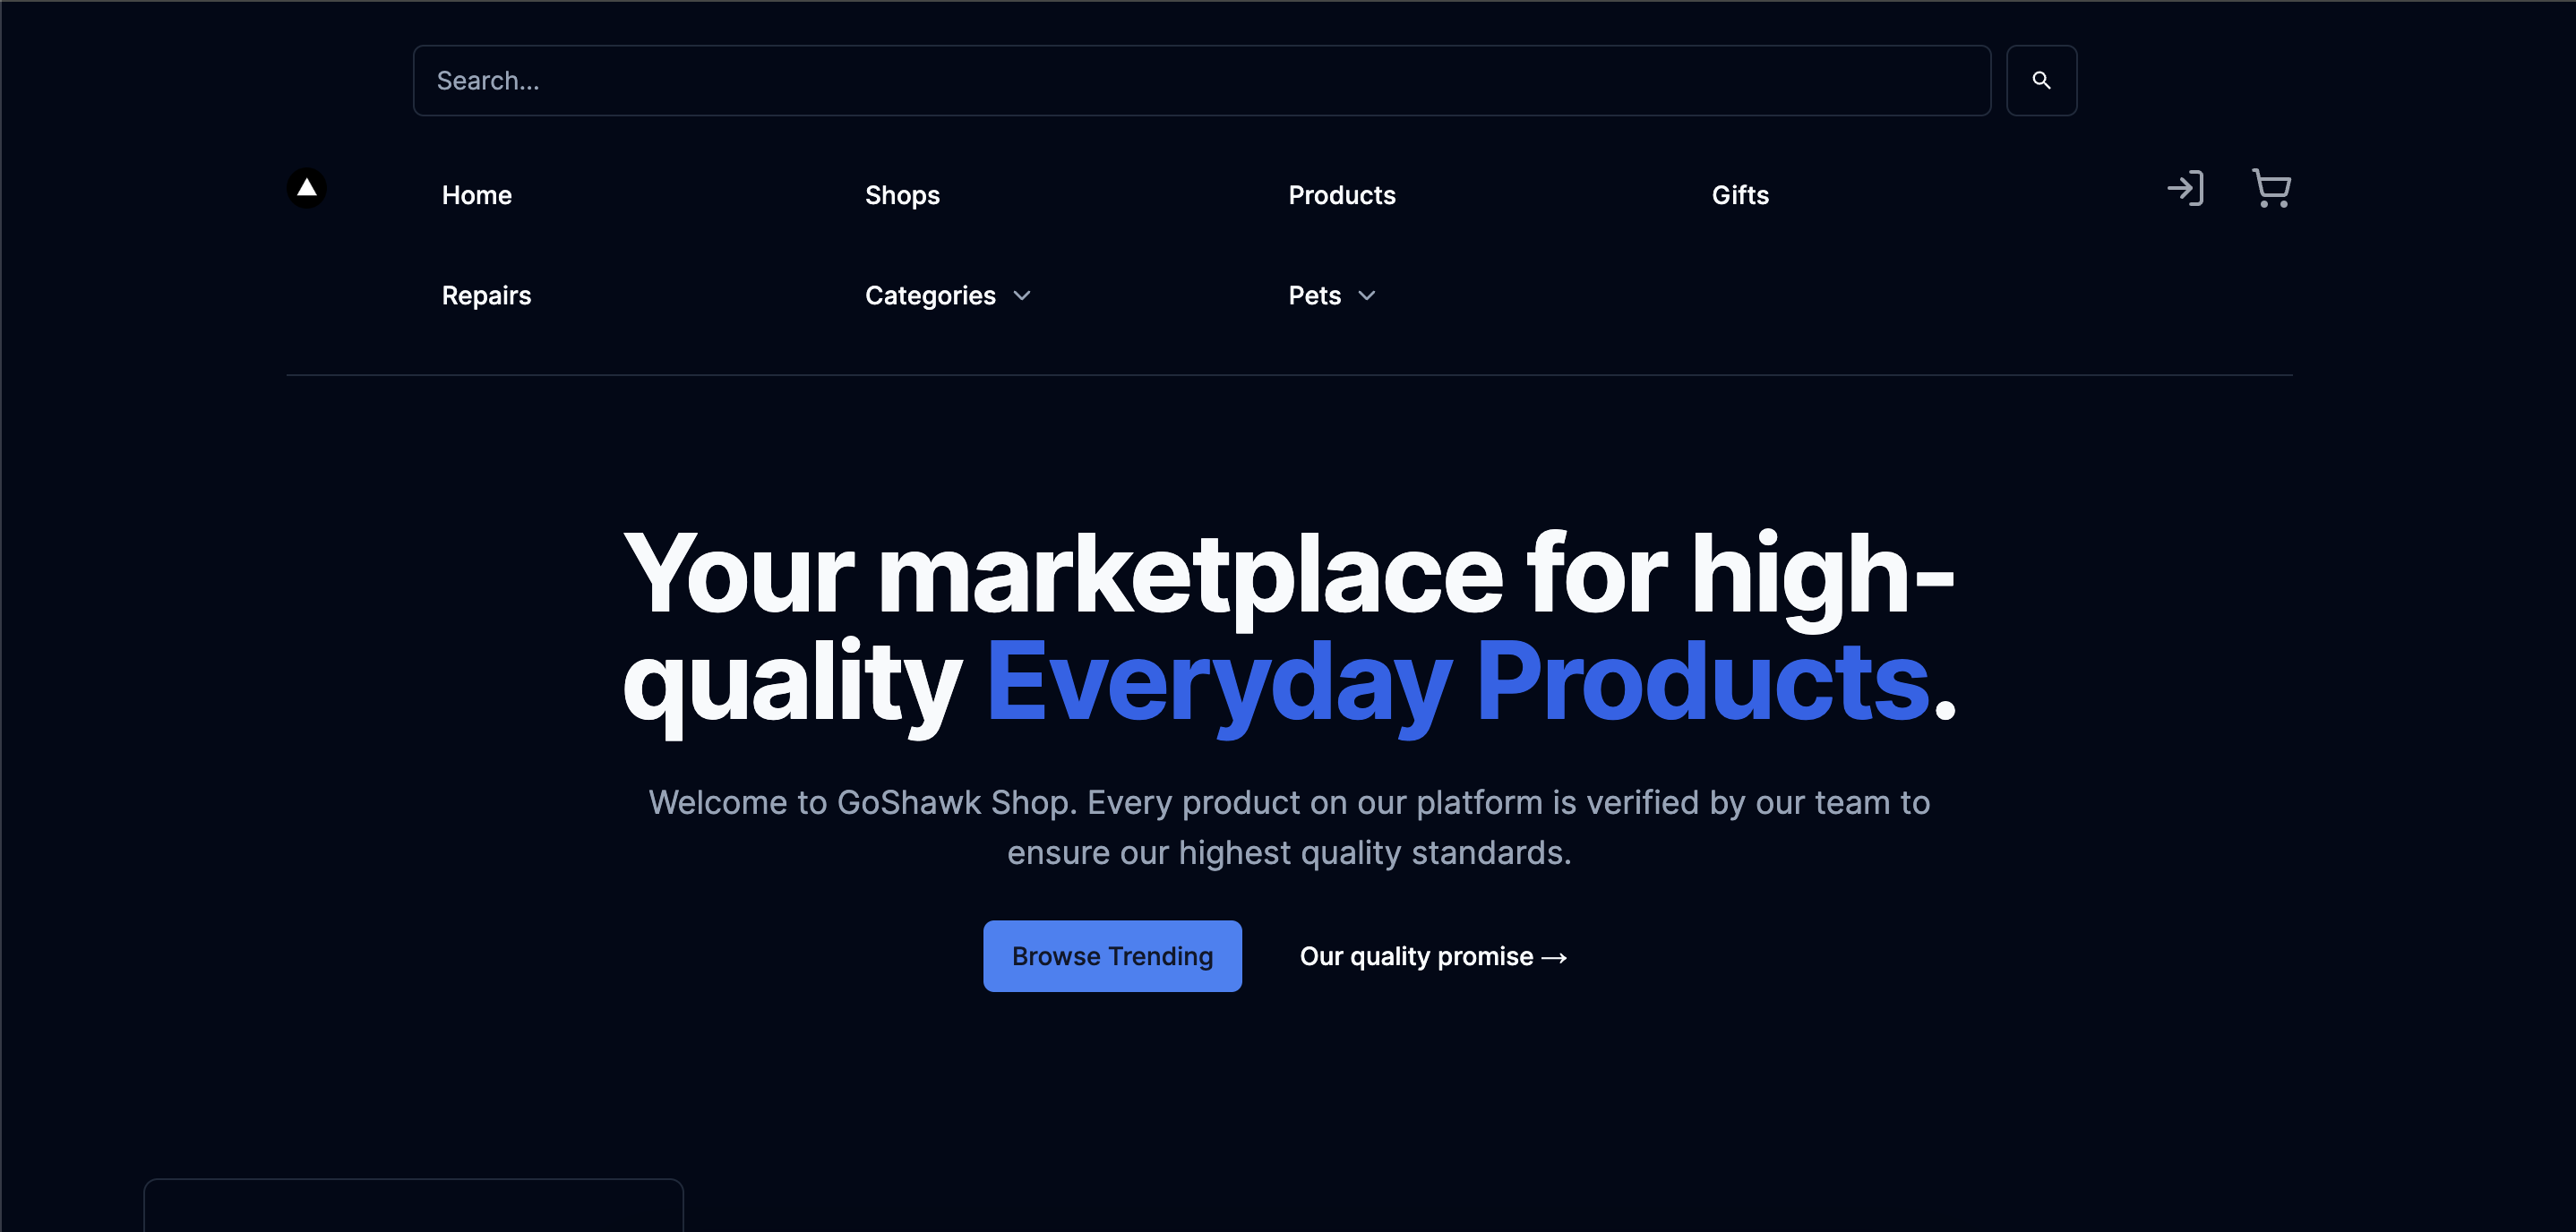 Search...
Home Shops Products Gifts
Repairs Categories Pets
Your marketplace for high-
quality Everyday Products.
Welcome to GoShawk Shop. Every product on our platform is verified by our team to
ensure our highest quality standards.
Browse Trending Our quality promise →